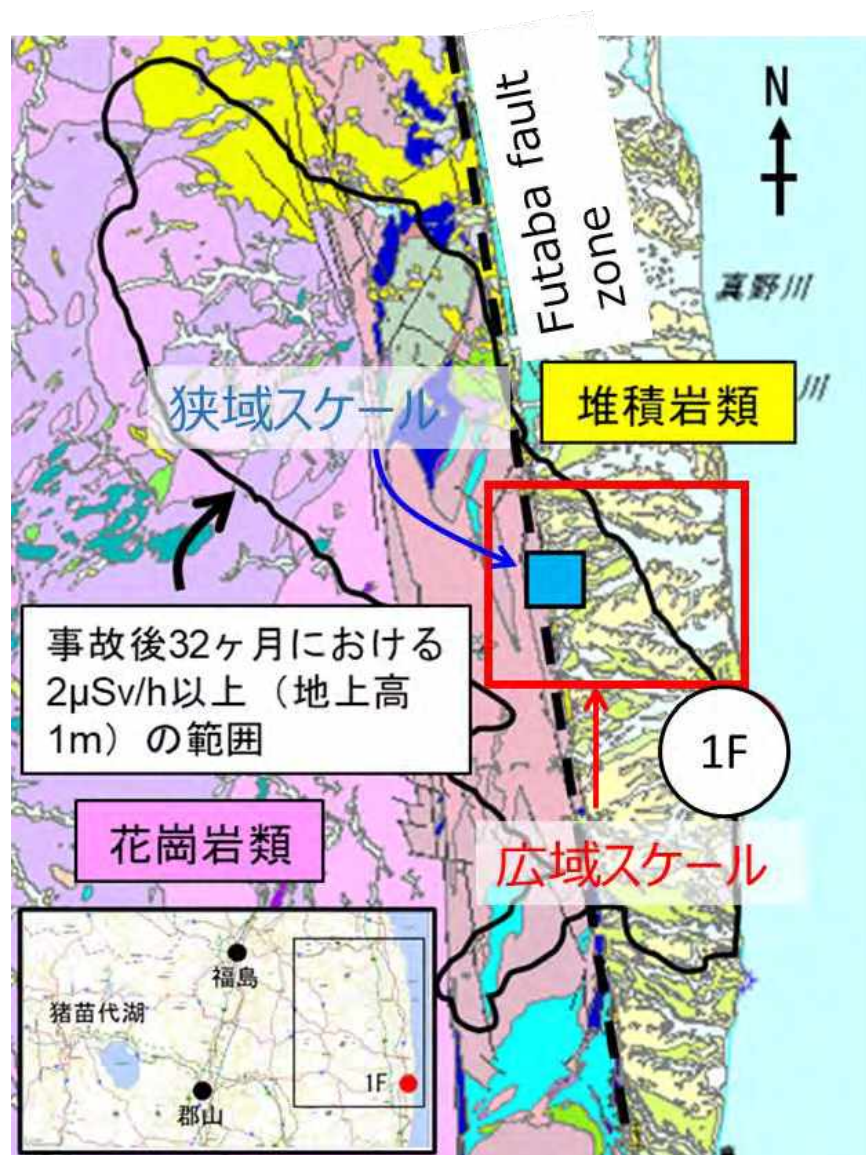 Futaba fault
zone
N
真野川
川
狭域スケール
堆積岩類
事故後32ヶ月における
2μSv/h以上（地上高
1m）の範囲
1F
花崗岩類
広域スケール
福島
猪苗代湖
1F
郡山